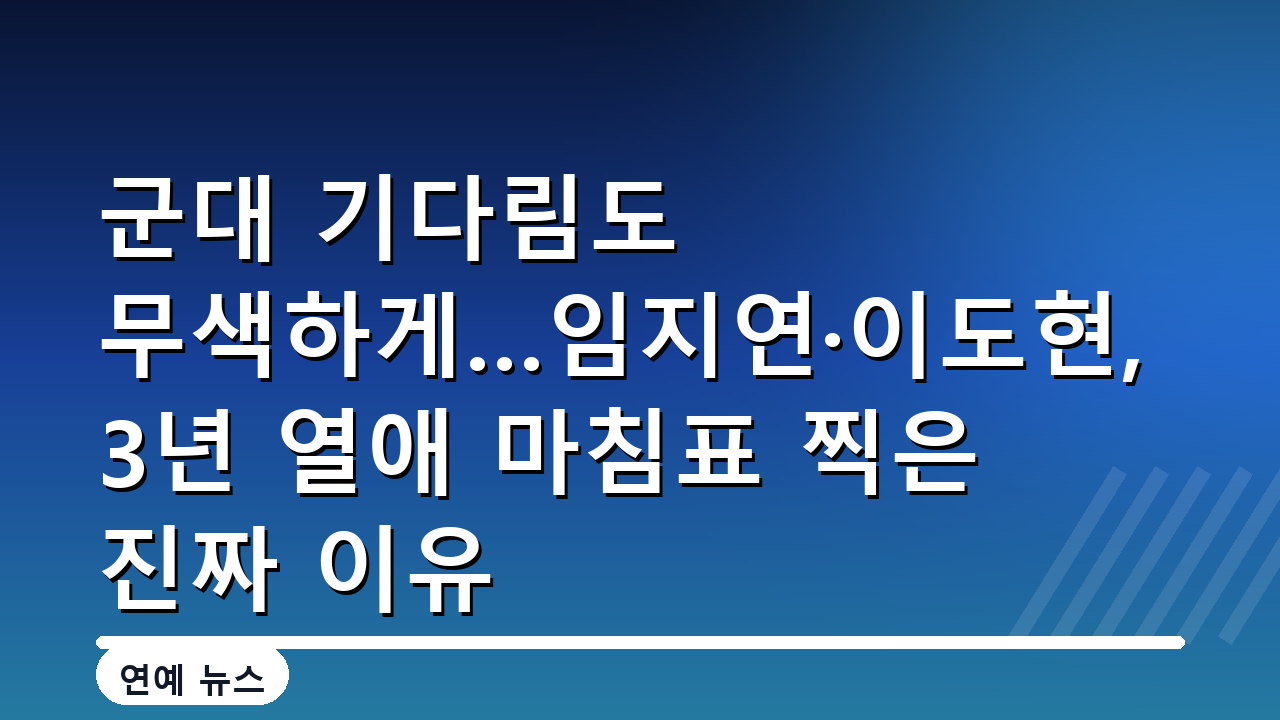 군대 기다림도
무색하게...임지연·이도현,
3년 열애 마침표 찍은
진짜 이유
연예 뉴스